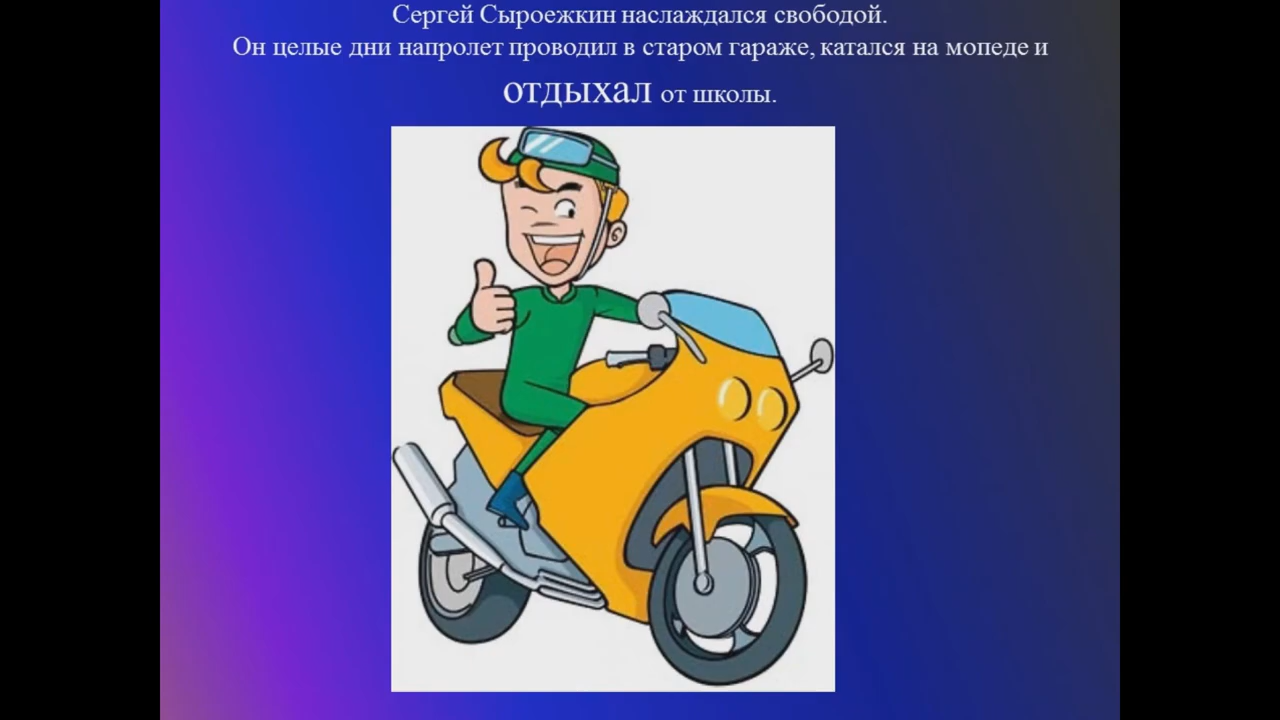 Сергей Сыроежкин наслаждался свободой.
Он целые дни напролет проводил в старом гараже, катался на мопеде и
отдыхал от школы.